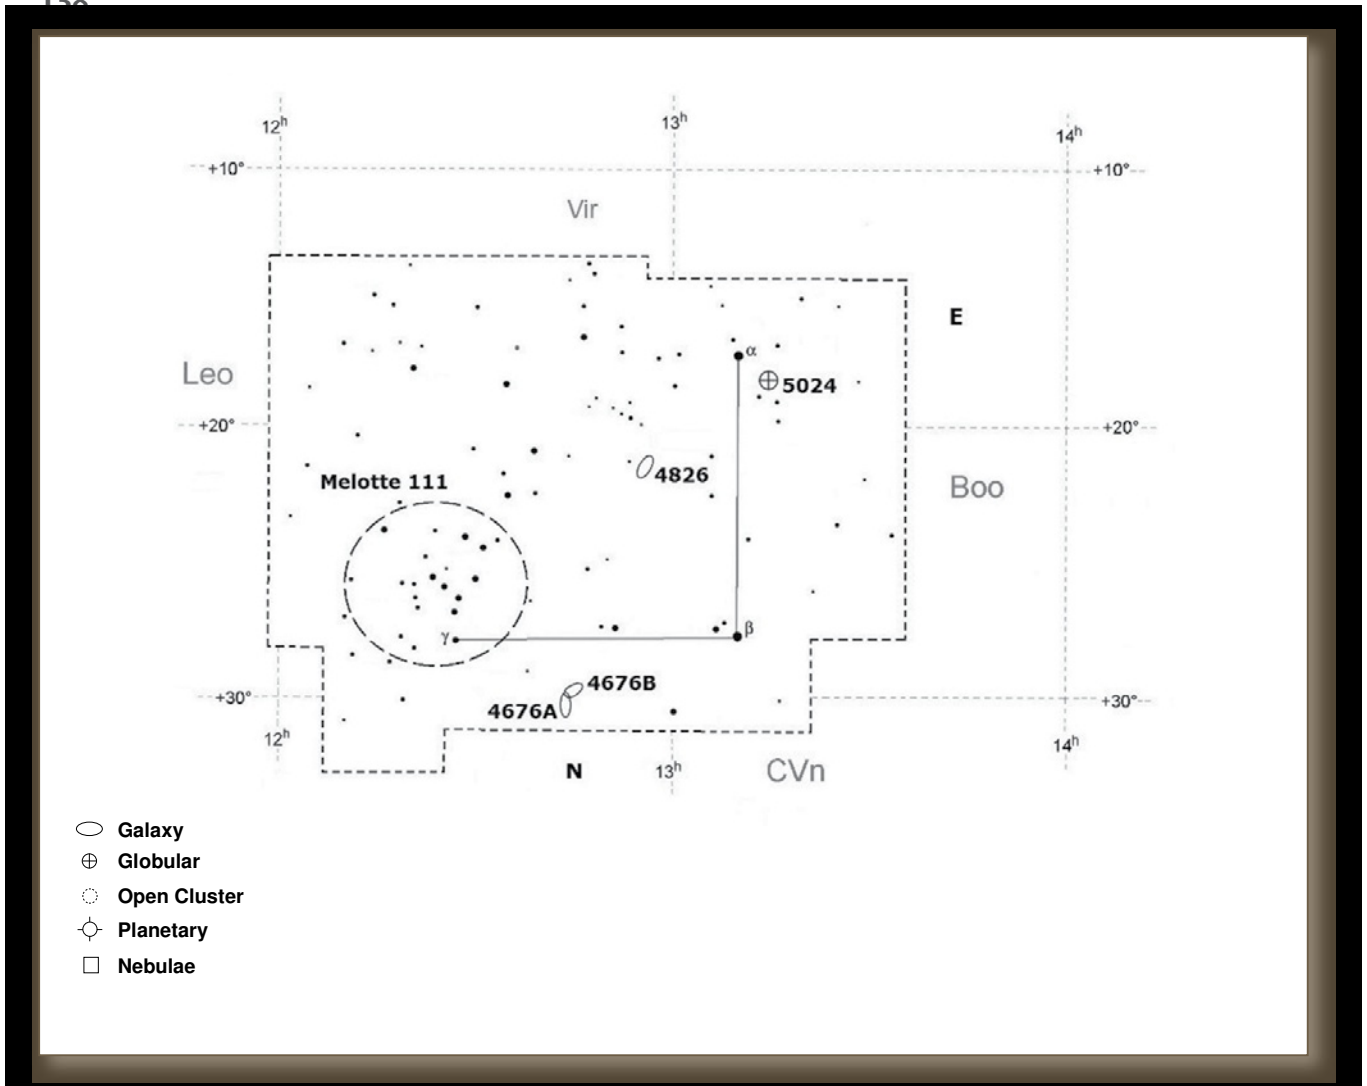 12h
13h
14h
+10°
+10°
Vir
E
α
Leo
5024
+20°
+20°
4826
Melotte 111
Boo
β
γ
4676B
+30°
+30°
4676A
12h
14h
N
13h
CVn
Galaxy
Globular
Open Cluster
Planetary
Nebulae